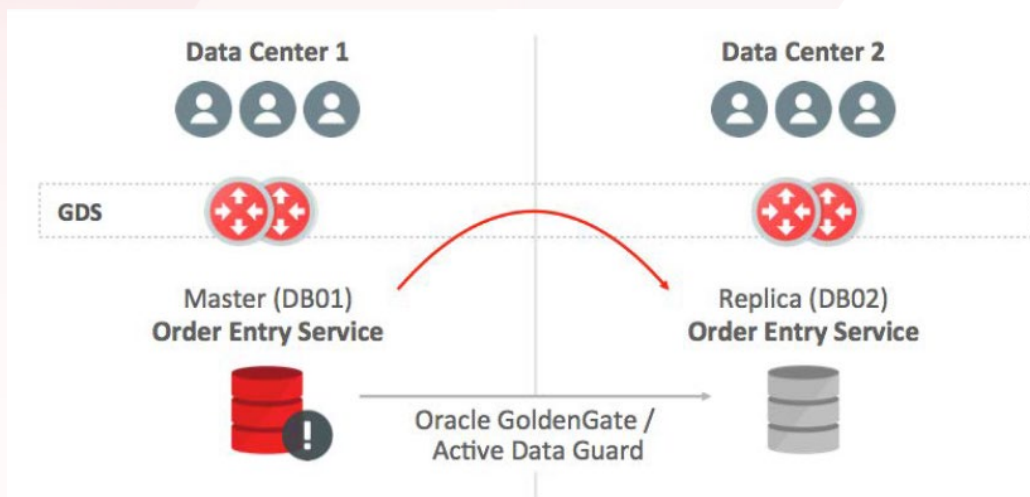 Data Center 1
Data Center 2
GDS
Master (DB01)
Order Entry Service
Replica (DB02)
Order Entry Service
!
Oracle GoldenGate /
Active Data Guard